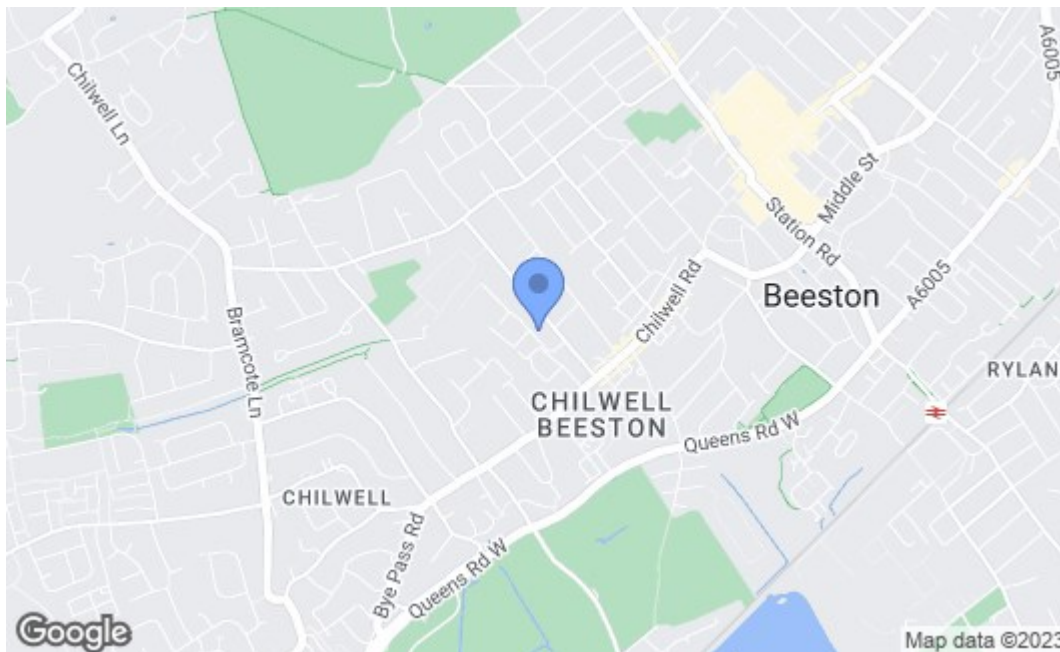 A6005
Chilwell Ln
Middle St
Station Rd
A6005
Beeston
Chilwell Rd
Bramcote Ln
RYLAN
CHILWELL
BEESTON
Queens Rd W
CHILWELL
Bye Pass Rd
Queens Rd W
Google
Map data ©2023